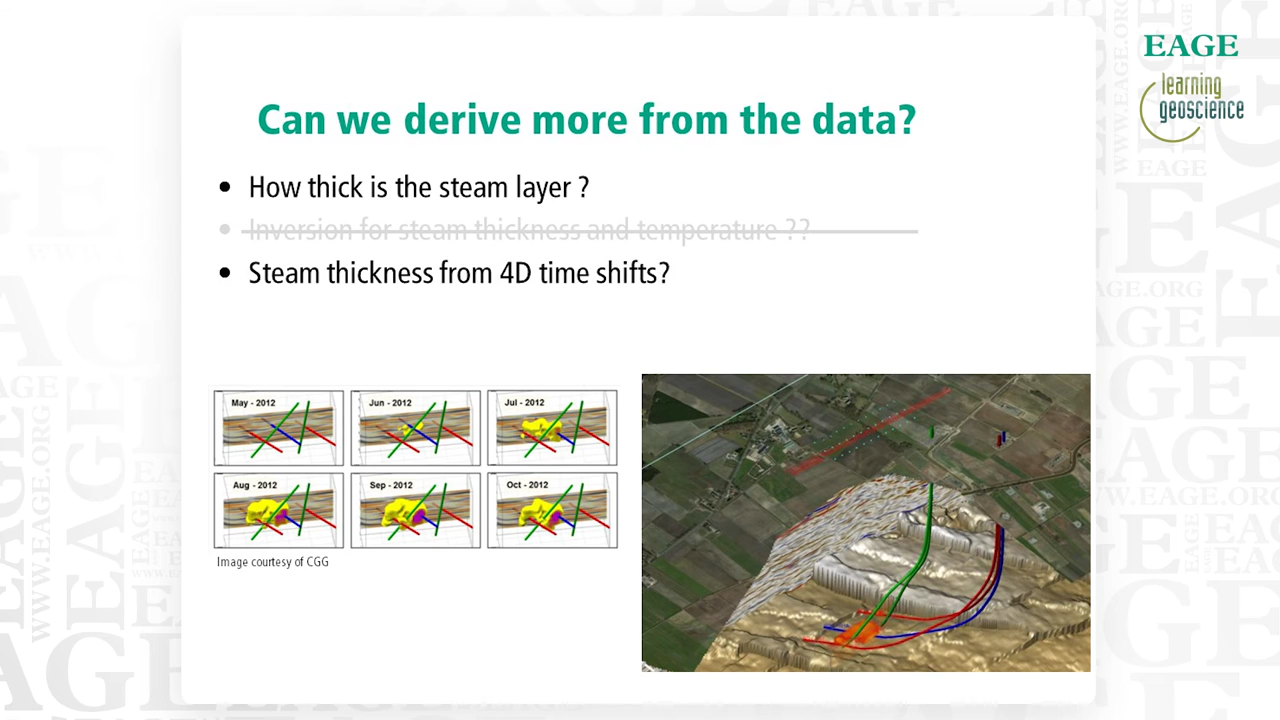 EAGE
learning
geoscience
Can we derive more from the data?
• How thick is the steam layer ?
• Inversion for steam thickness and temperature ??
• Steam thickness from 4D time shifts?
May - 2012
Jun - 2012
Jul - 2012
Aug - 2012
Sep - 2012
Oct - 2012
Image courtesy of CGG